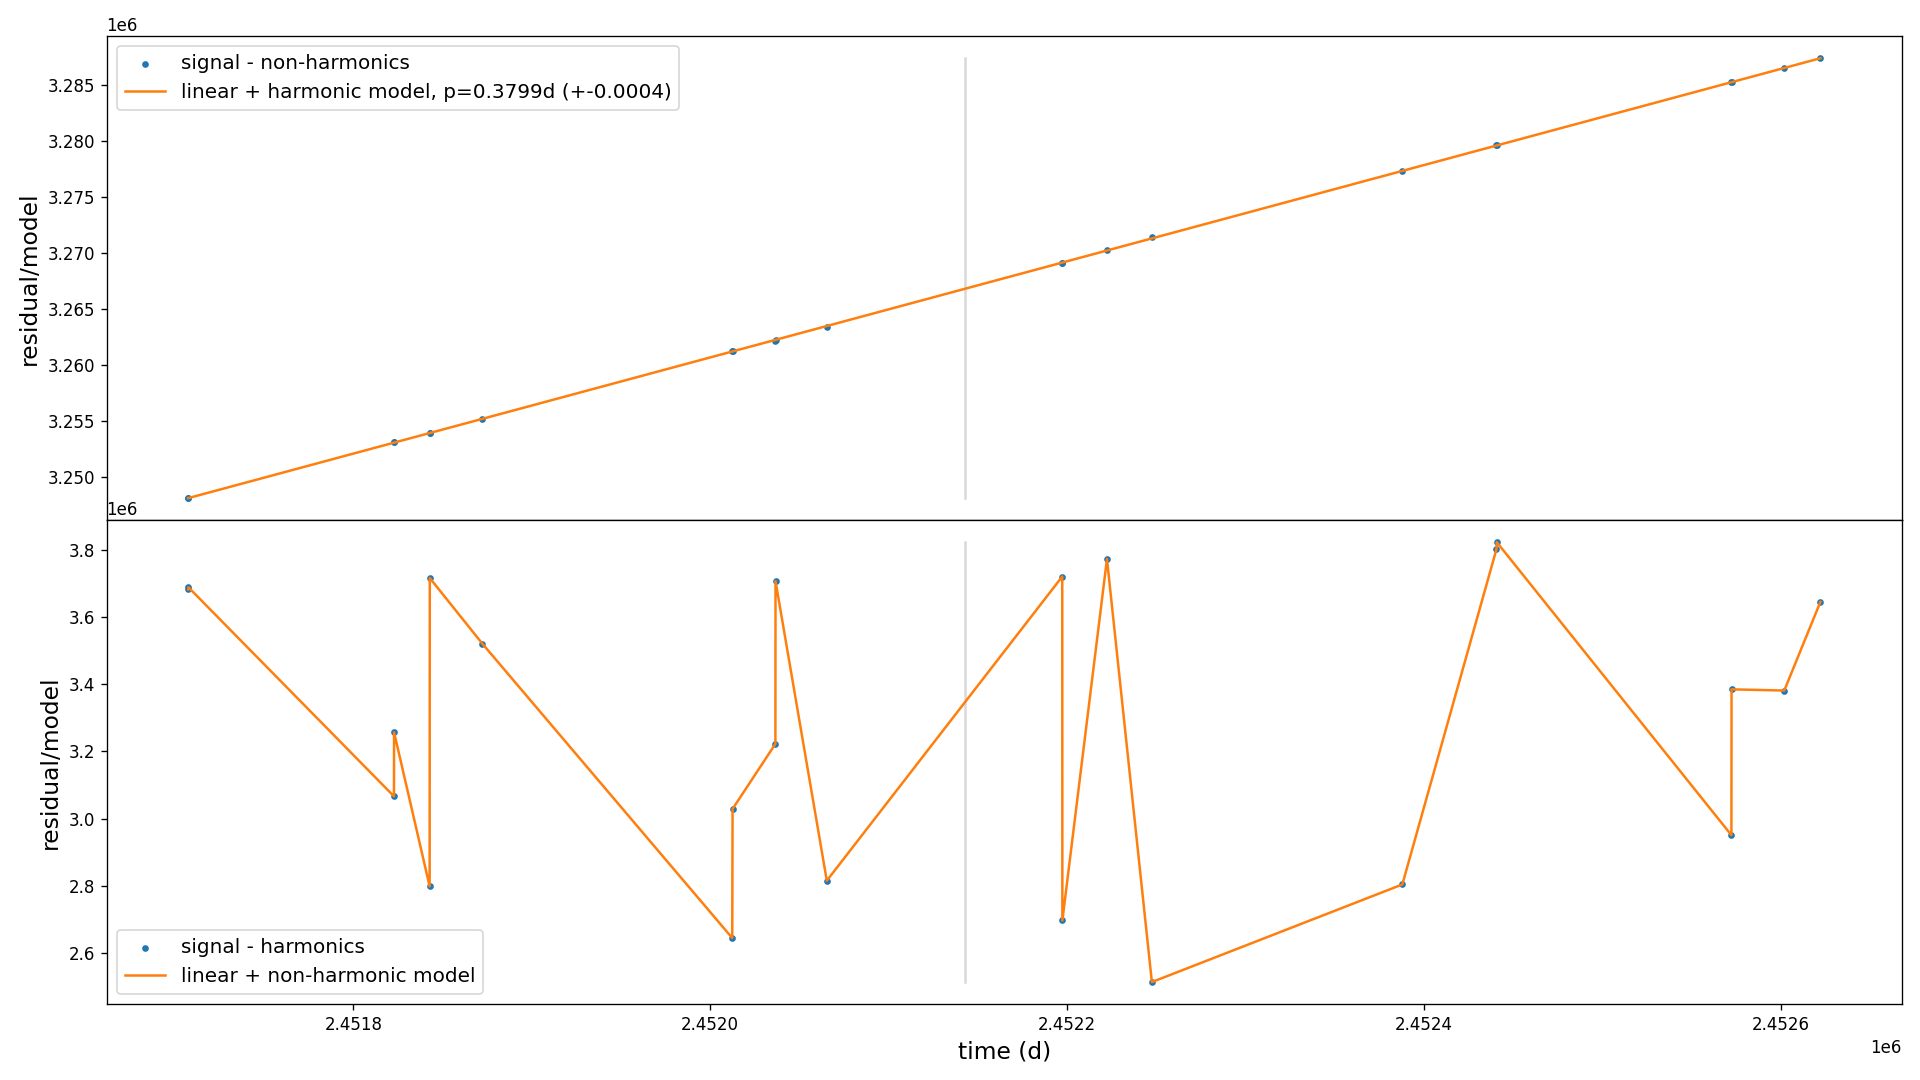 1e6
signal - non-harmonics
linear + harmonic model, p=0.3799d (+-0.0004)
3.285
3.280
3.275
3.270
3.265
3.260
3.255
3.250
residual/model
1e6
3.8
3.6
3.4
3.2
3.0
2.8
2.6
residual/model
signal - harmonics
linear + non-harmonic model
2.4518
2.4520
2.4522
2.4524
2.4526
1e6
time (d)